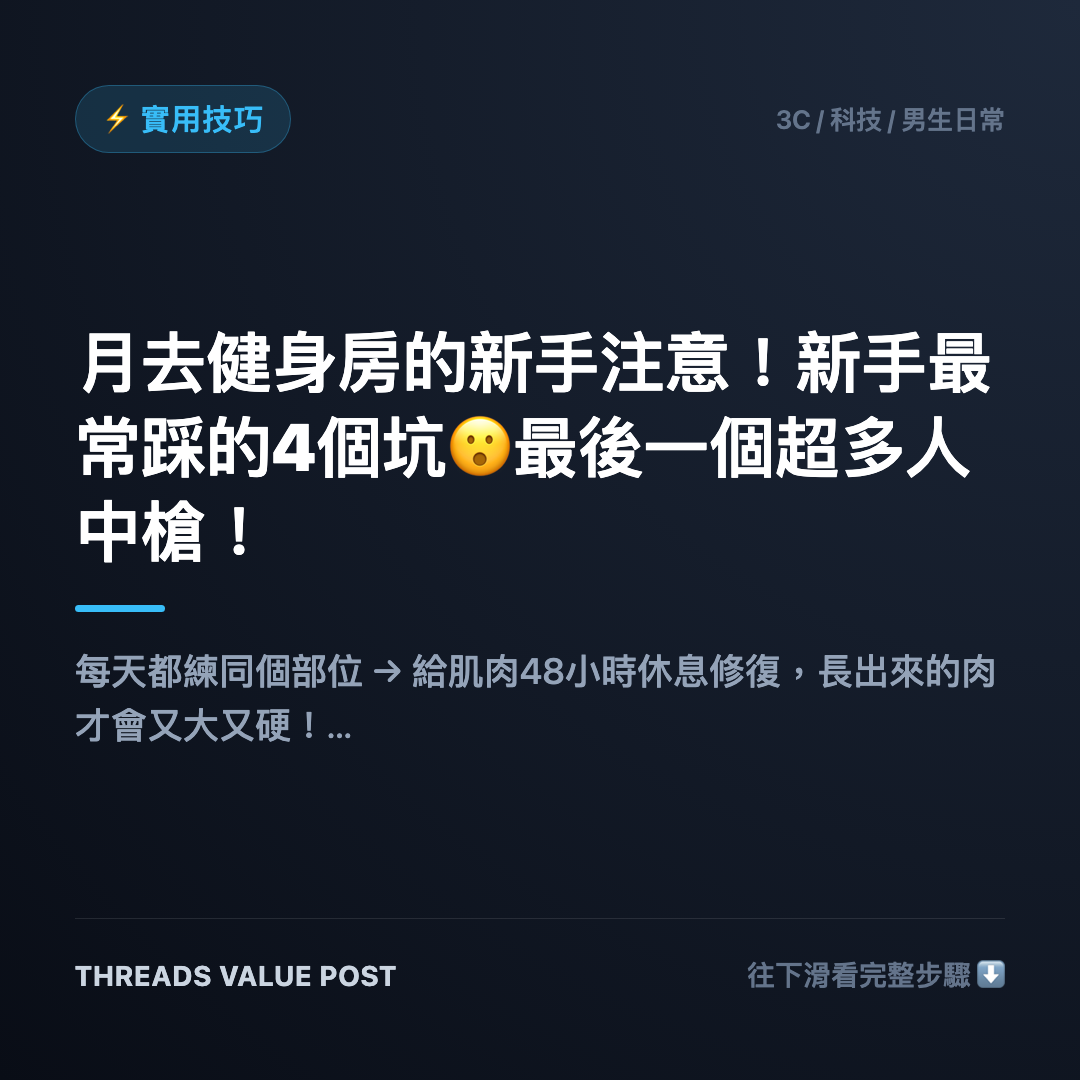 ⚡ 實用技巧
3C / 科技 / 男生日常
月去健身房的新手注意！新手最
常踩的4個坑😮最後一個超多人
中槍！
每天都練同個部位 → 給肌肉48小時休息修復，長出來的肉
才會又大又硬！...
THREADS VALUE POST
往下滑看完整步驟 ⬇️